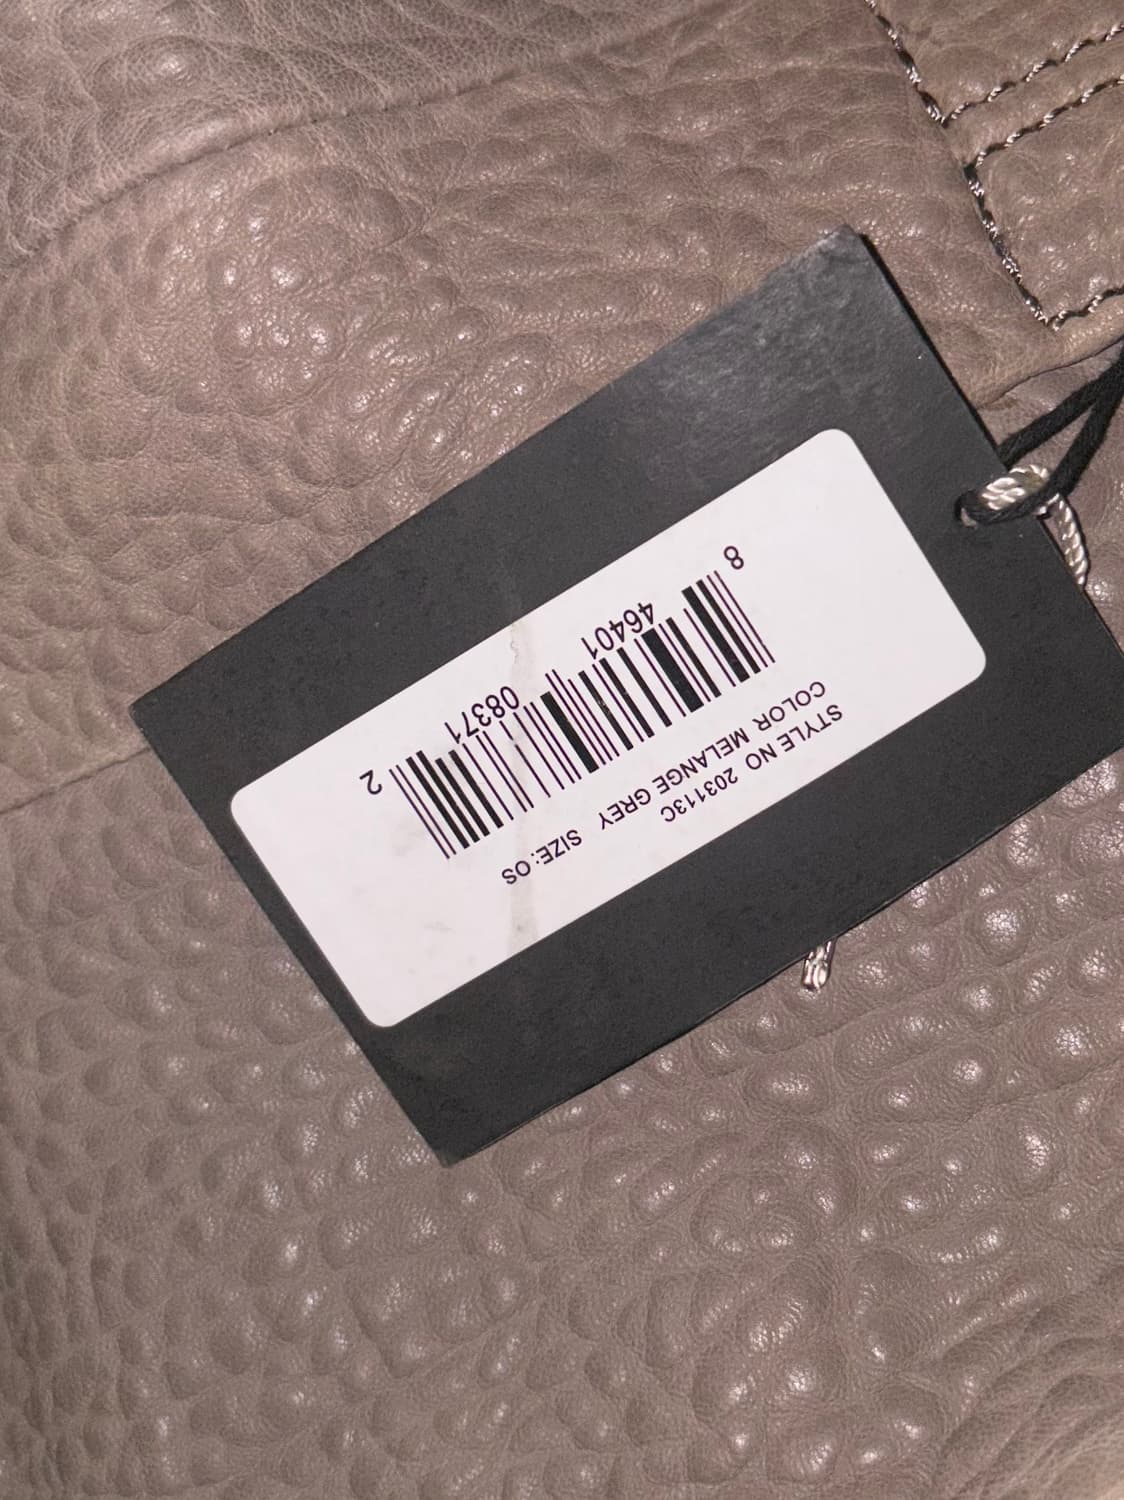 STYLE NO 203113C
COLOR MELANGE GREY SIZE:OS
8 46401 08371 2